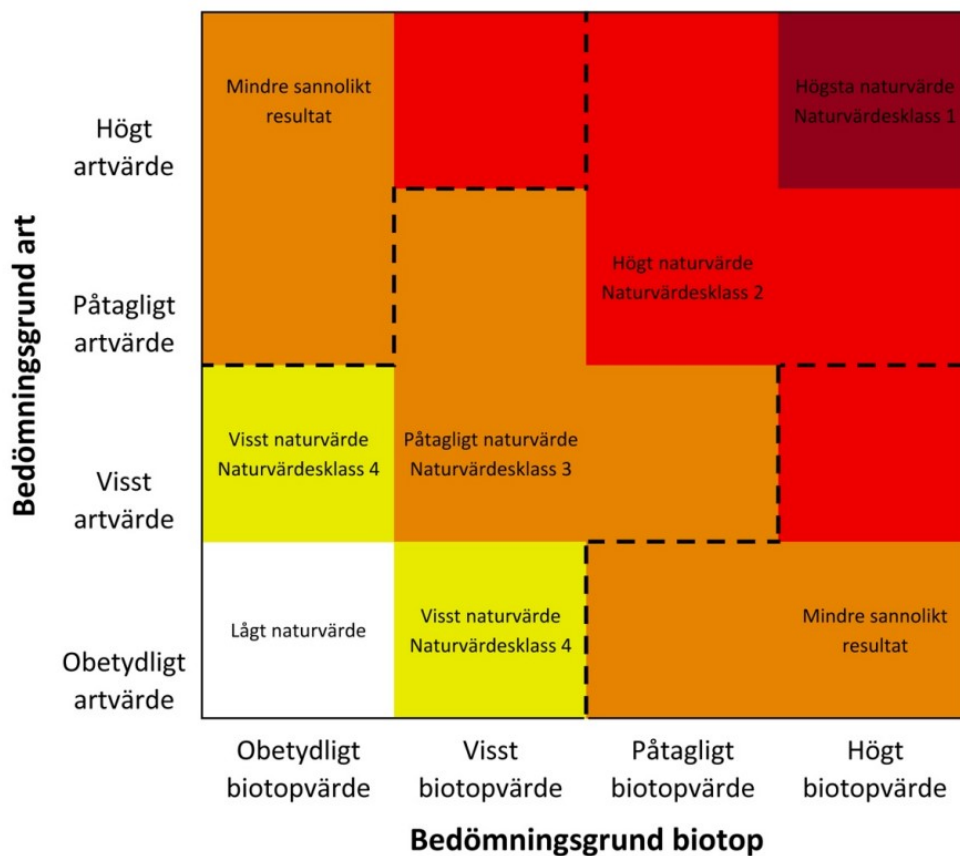 Bedömningsgrund art
Högt
artvärde
Påtagligt
artvärde
Visst
artvärde
Obetydligt
artvärde
Mindre sannolikt
resultat
Högsta naturvärde
Naturvärdesklass 1
Högt naturvärde
Naturvärdesklass 2
Visst naturvärde
Naturvärdesklass 4
Påtagligt naturvärde
Naturvärdesklass 3
Lågt naturvärde
Visst naturvärde
Naturvärdesklass 4
Mindre sannolikt
resultat
Obetydligt
biotopvärde
Visst
biotopvärde
Påtagligt
biotopvärde
Högt
biotopvärde
Bedömningsgrund biotop